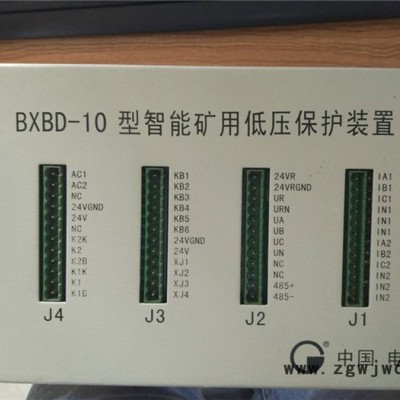 BXBD-10 型智能矿用低压保护装置
AC1
AC2
NC
24VGND
24V
NC
K2K
K2
K2B
K1K
K1
K1B
J4
KB1
KB2
KB3
KB4
KB5
KB6
24VGND
24V
XJ1
XJ2
XJ3
XJ4
J3
24VR
24VRGND
UR
URN
UA
UB
UC
UN
NC
NC
485+
485-
J2
IA1
IB1
IC1
IN1
IN1
IN1
IA2
IB2
IC2
IN2
IN2
IN2
J1
中国·电
www.zgwjwc